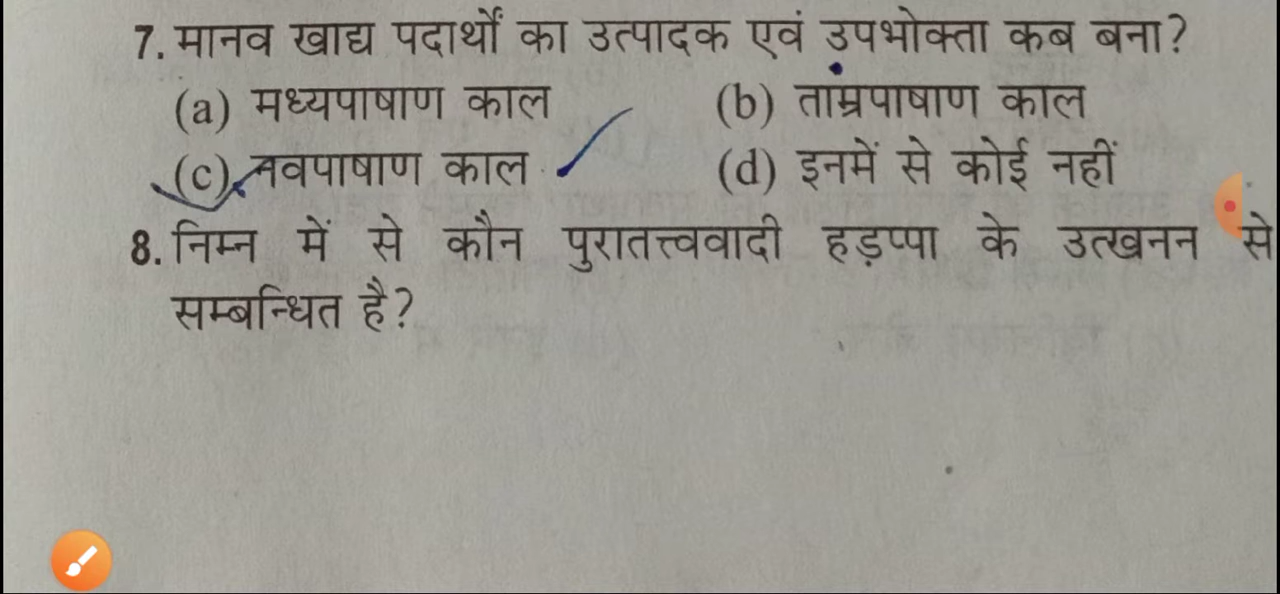 7. मानव खाद्य पदार्थों का उत्पादक एवं उपभोक्ता कब बना?
(a) मध्यपाषाण काल (b) ताम्रपाषाण काल
(c) नवपाषाण काल (d) इनमें से कोई नहीं
8. निम्न में से कौन पुरातत्त्ववादी हड़प्पा के उत्खनन से
सम्बन्धित है?